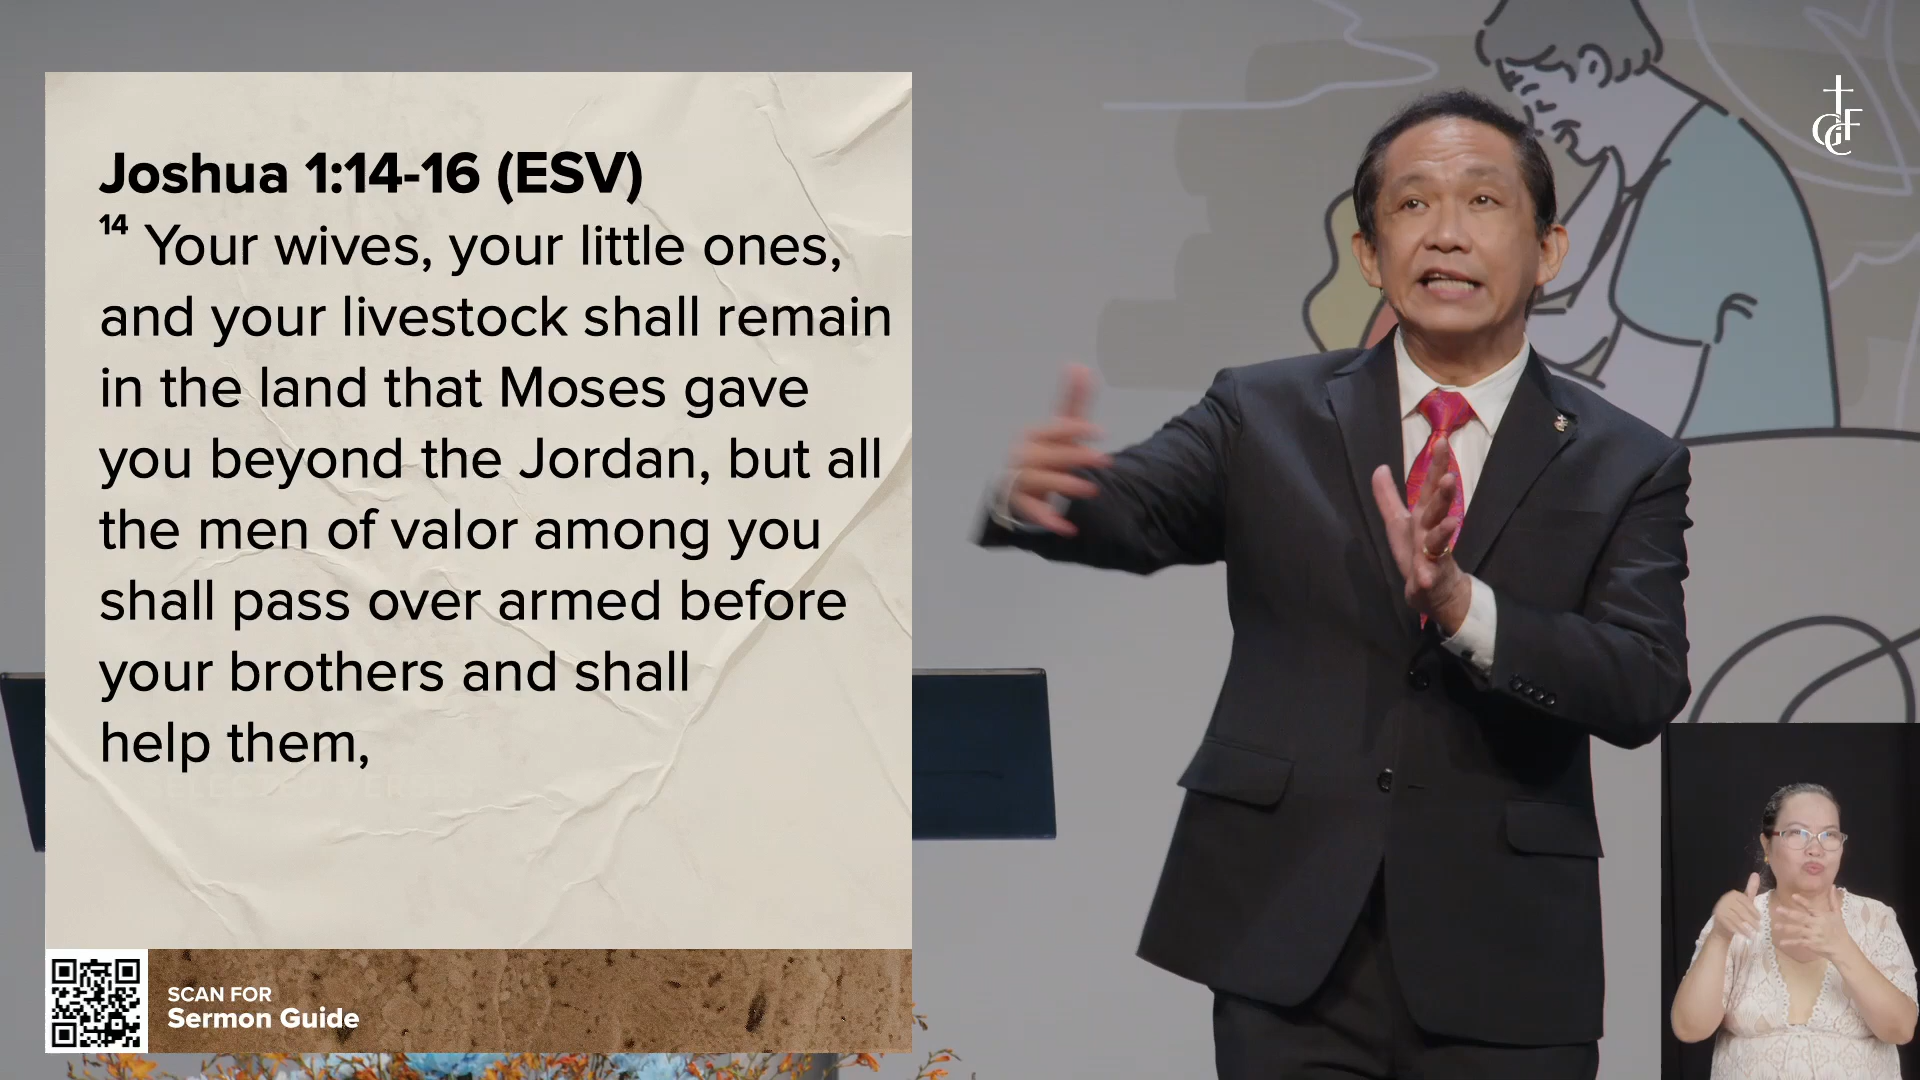 Joshua 1:14-16 (ESV)
14 Your wives, your little ones,
and your livestock shall remain
in the land that Moses gave
you beyond the Jordan, but all
the men of valor among you
shall pass over armed before
your brothers and shall
help them,
SCAN FOR
Sermon Guide
GCF